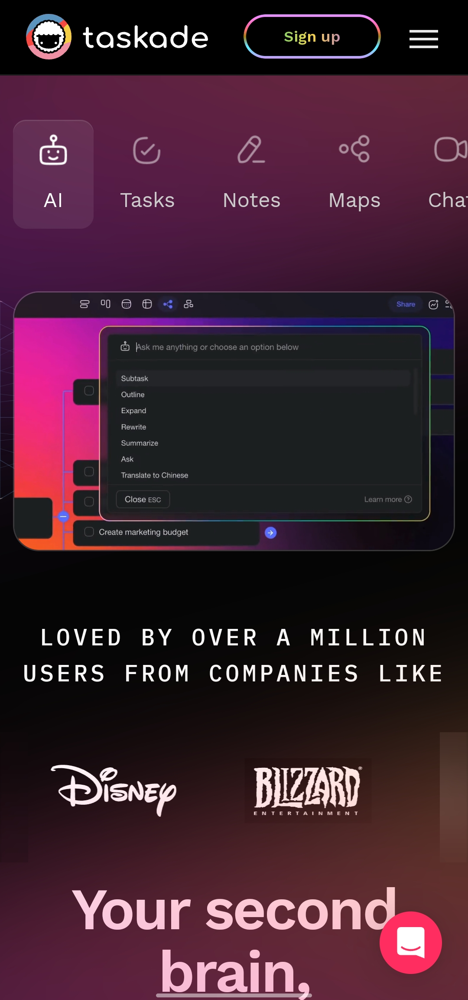 taskade
Sign up
AI
Tasks
Notes
Maps
Chat
Share
Ask me anything or choose an option below
Subtask
Outline
Expand
Rewrite
Summarize
Ask
Translate to Chinese
Close ESC
Learn more
Create marketing budget
LOVED BY OVER A MILLION
USERS FROM COMPANIES LIKE
Disney
BLIZZARD®
ENTERTAINMENT
Your second
brain,